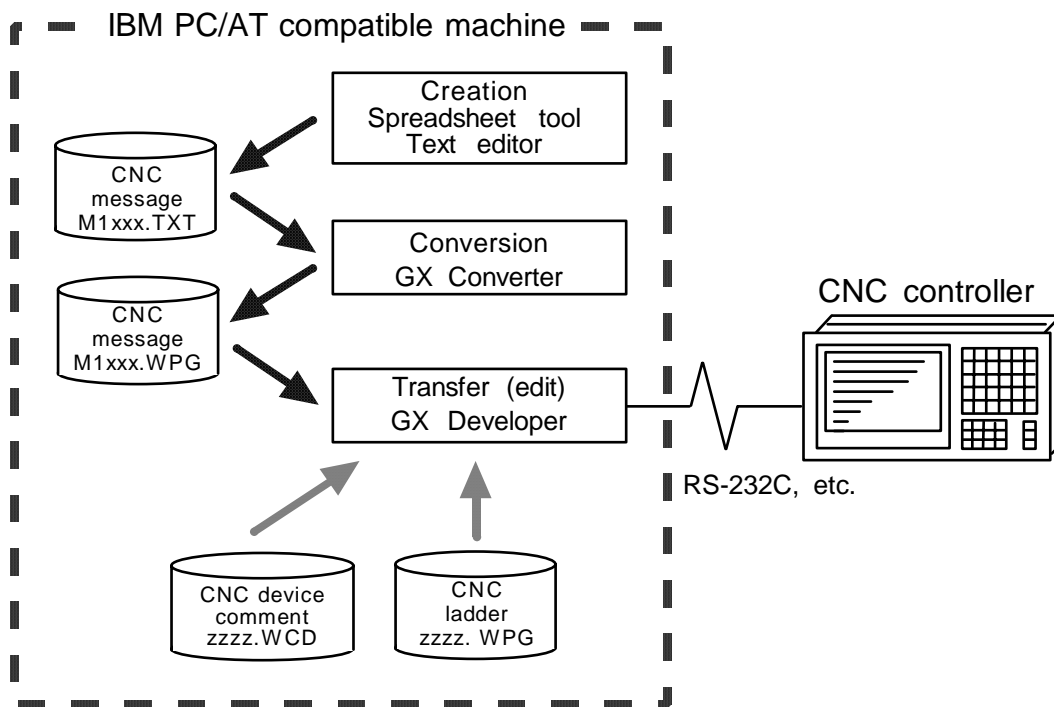 IBM PC/AT compatible machine
Creation
Spreadsheet tool
Text editor
CNC
message
M1xxx.TXT
Conversion
GX Converter
CNC
message
M1xxx.WPG
Transfer (edit)
GX Developer
CNC controller
RS-232C, etc.
CNC device
comment
zzzz.WCD
CNC
ladder
zzzz. WPG